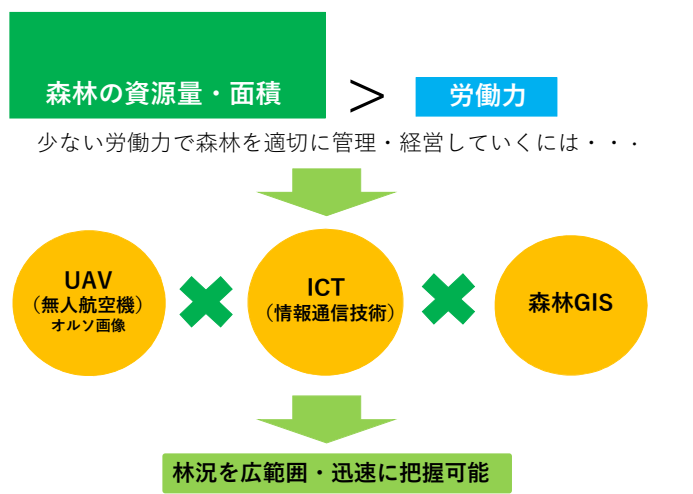 森林の資源量・面積 > 労働力
少ない労働力で森林を適切に管理・経営していくには・・・
UAV
(無人航空機)
オルソ画像
ICT
(情報通信技術)
森林GIS
林況を広範囲・迅速に把握可能